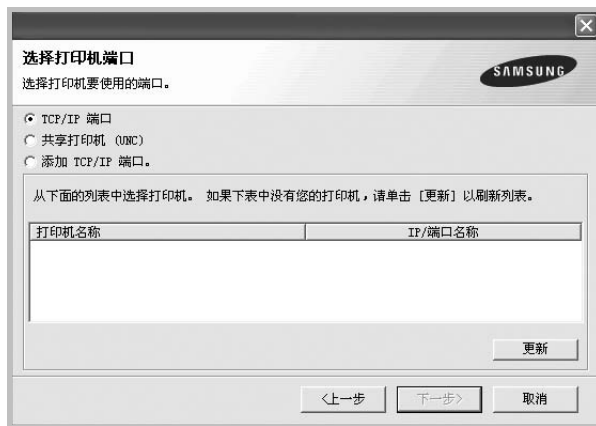 选择打印机端口
选择打印机要使用的端口。
SAMSUNG
TCP/IP 端口
共享打印机 (UNC)
添加 TCP/IP 端口。
从下面的列表中选择打印机。 如果下表中没有您的打印机，请单击 [更新] 以刷新列表。
打印机名称 IP/端口名称
更新
<上一步 下一步> 取消